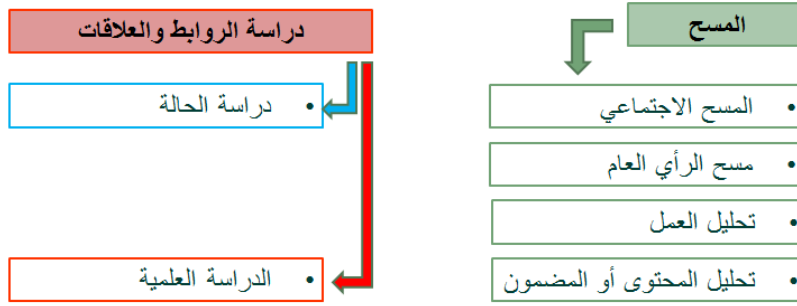 المسح
• المسح الاجتماعي
• مسح الرأي العام
• تحليل العمل
• تحليل المحتوى أو المضمون
دراسة الروابط والعلاقات
• دراسة الحالة
• الدراسة العلمية